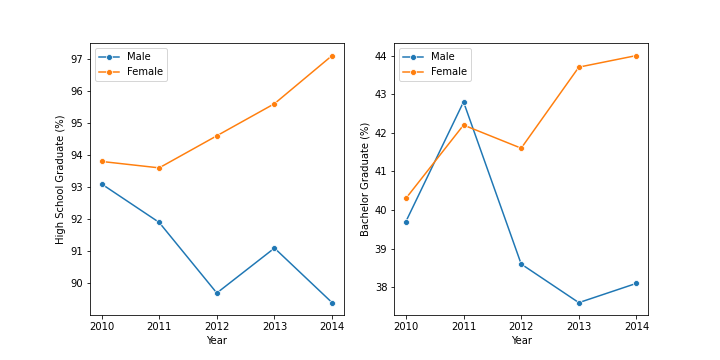 Male
Female
97
96
95
94
93
92
91
90
High School Graduate (%)
2010 2011 2012 2013 2014
Year
Male
Female
44
43
42
41
40
39
38
Bachelor Graduate (%)
2010 2011 2012 2013 2014
Year